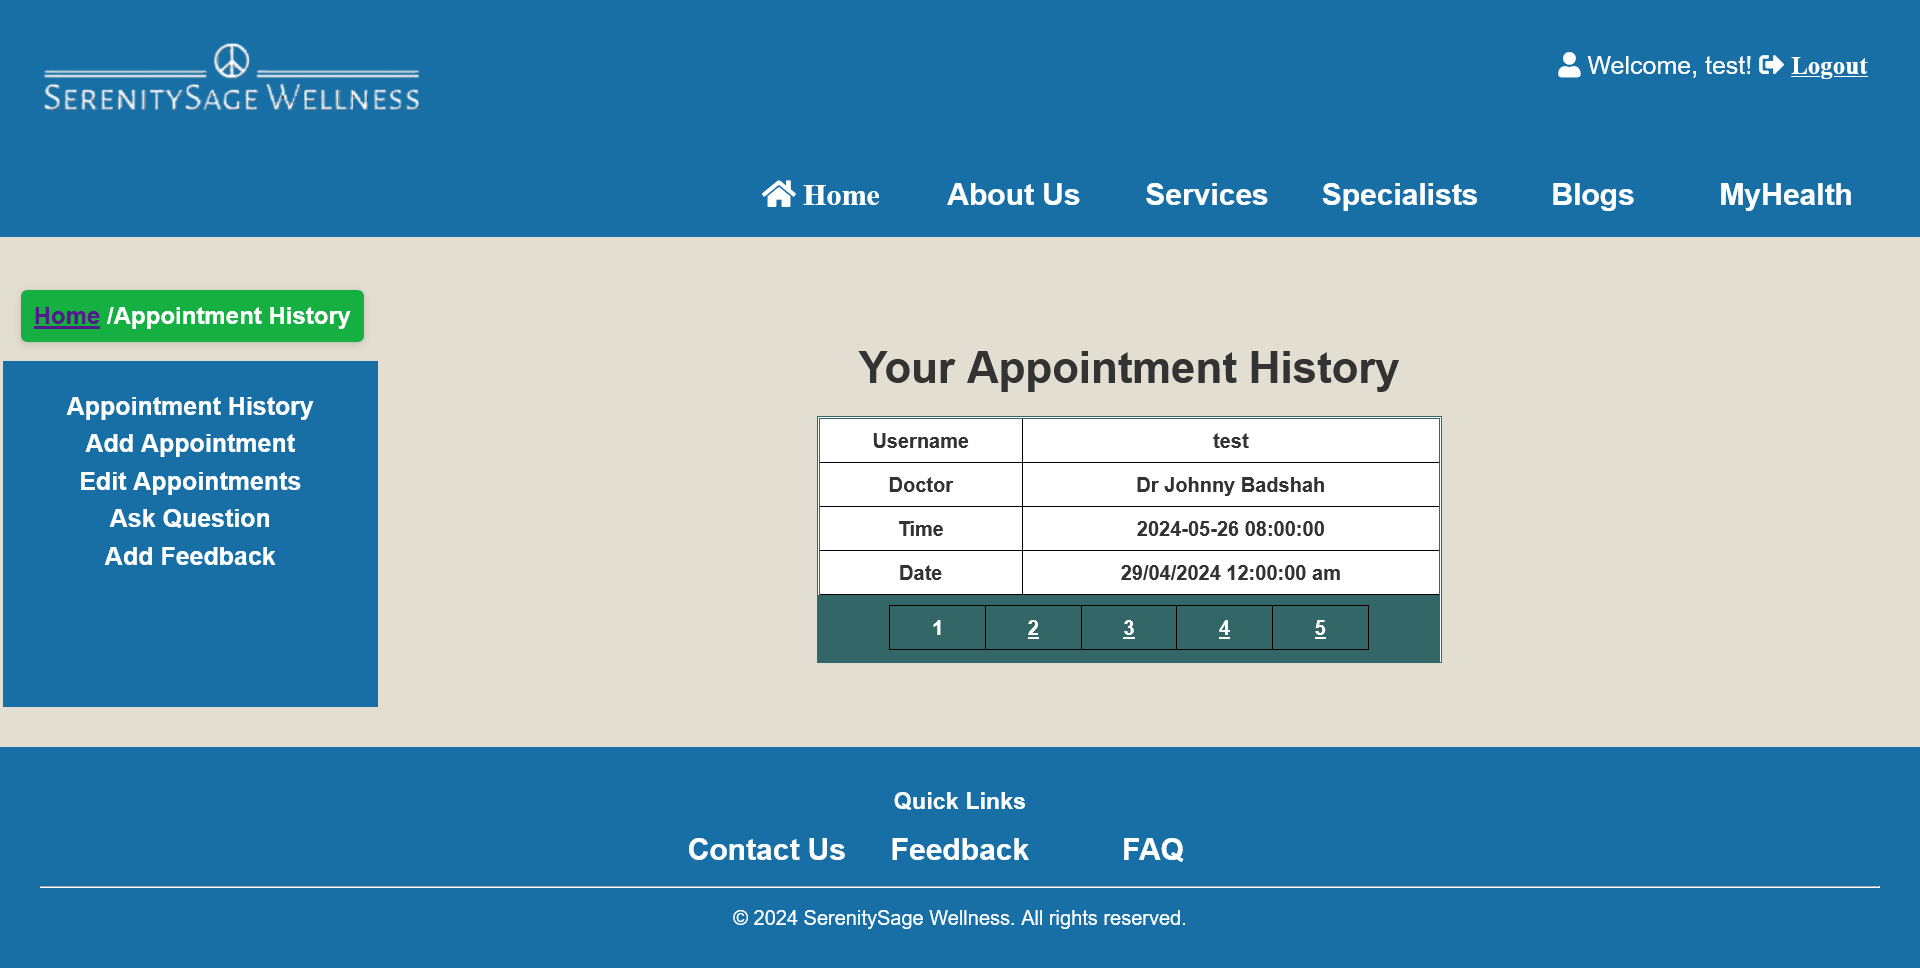 SERENITYSAGE WELLNESS
Welcome, test! Logout
Home About Us Services Specialists Blogs MyHealth
Home /Appointment History
Appointment History
Add Appointment
Edit Appointments
Ask Question
Add Feedback
Your Appointment History
Username test
Doctor Dr Johnny Badshah
Time 2024-05-26 08:00:00
Date 29/04/2024 12:00:00 am
1 2 3 4 5
Quick Links
Contact Us Feedback FAQ
© 2024 SerenitySage Wellness. All rights reserved.